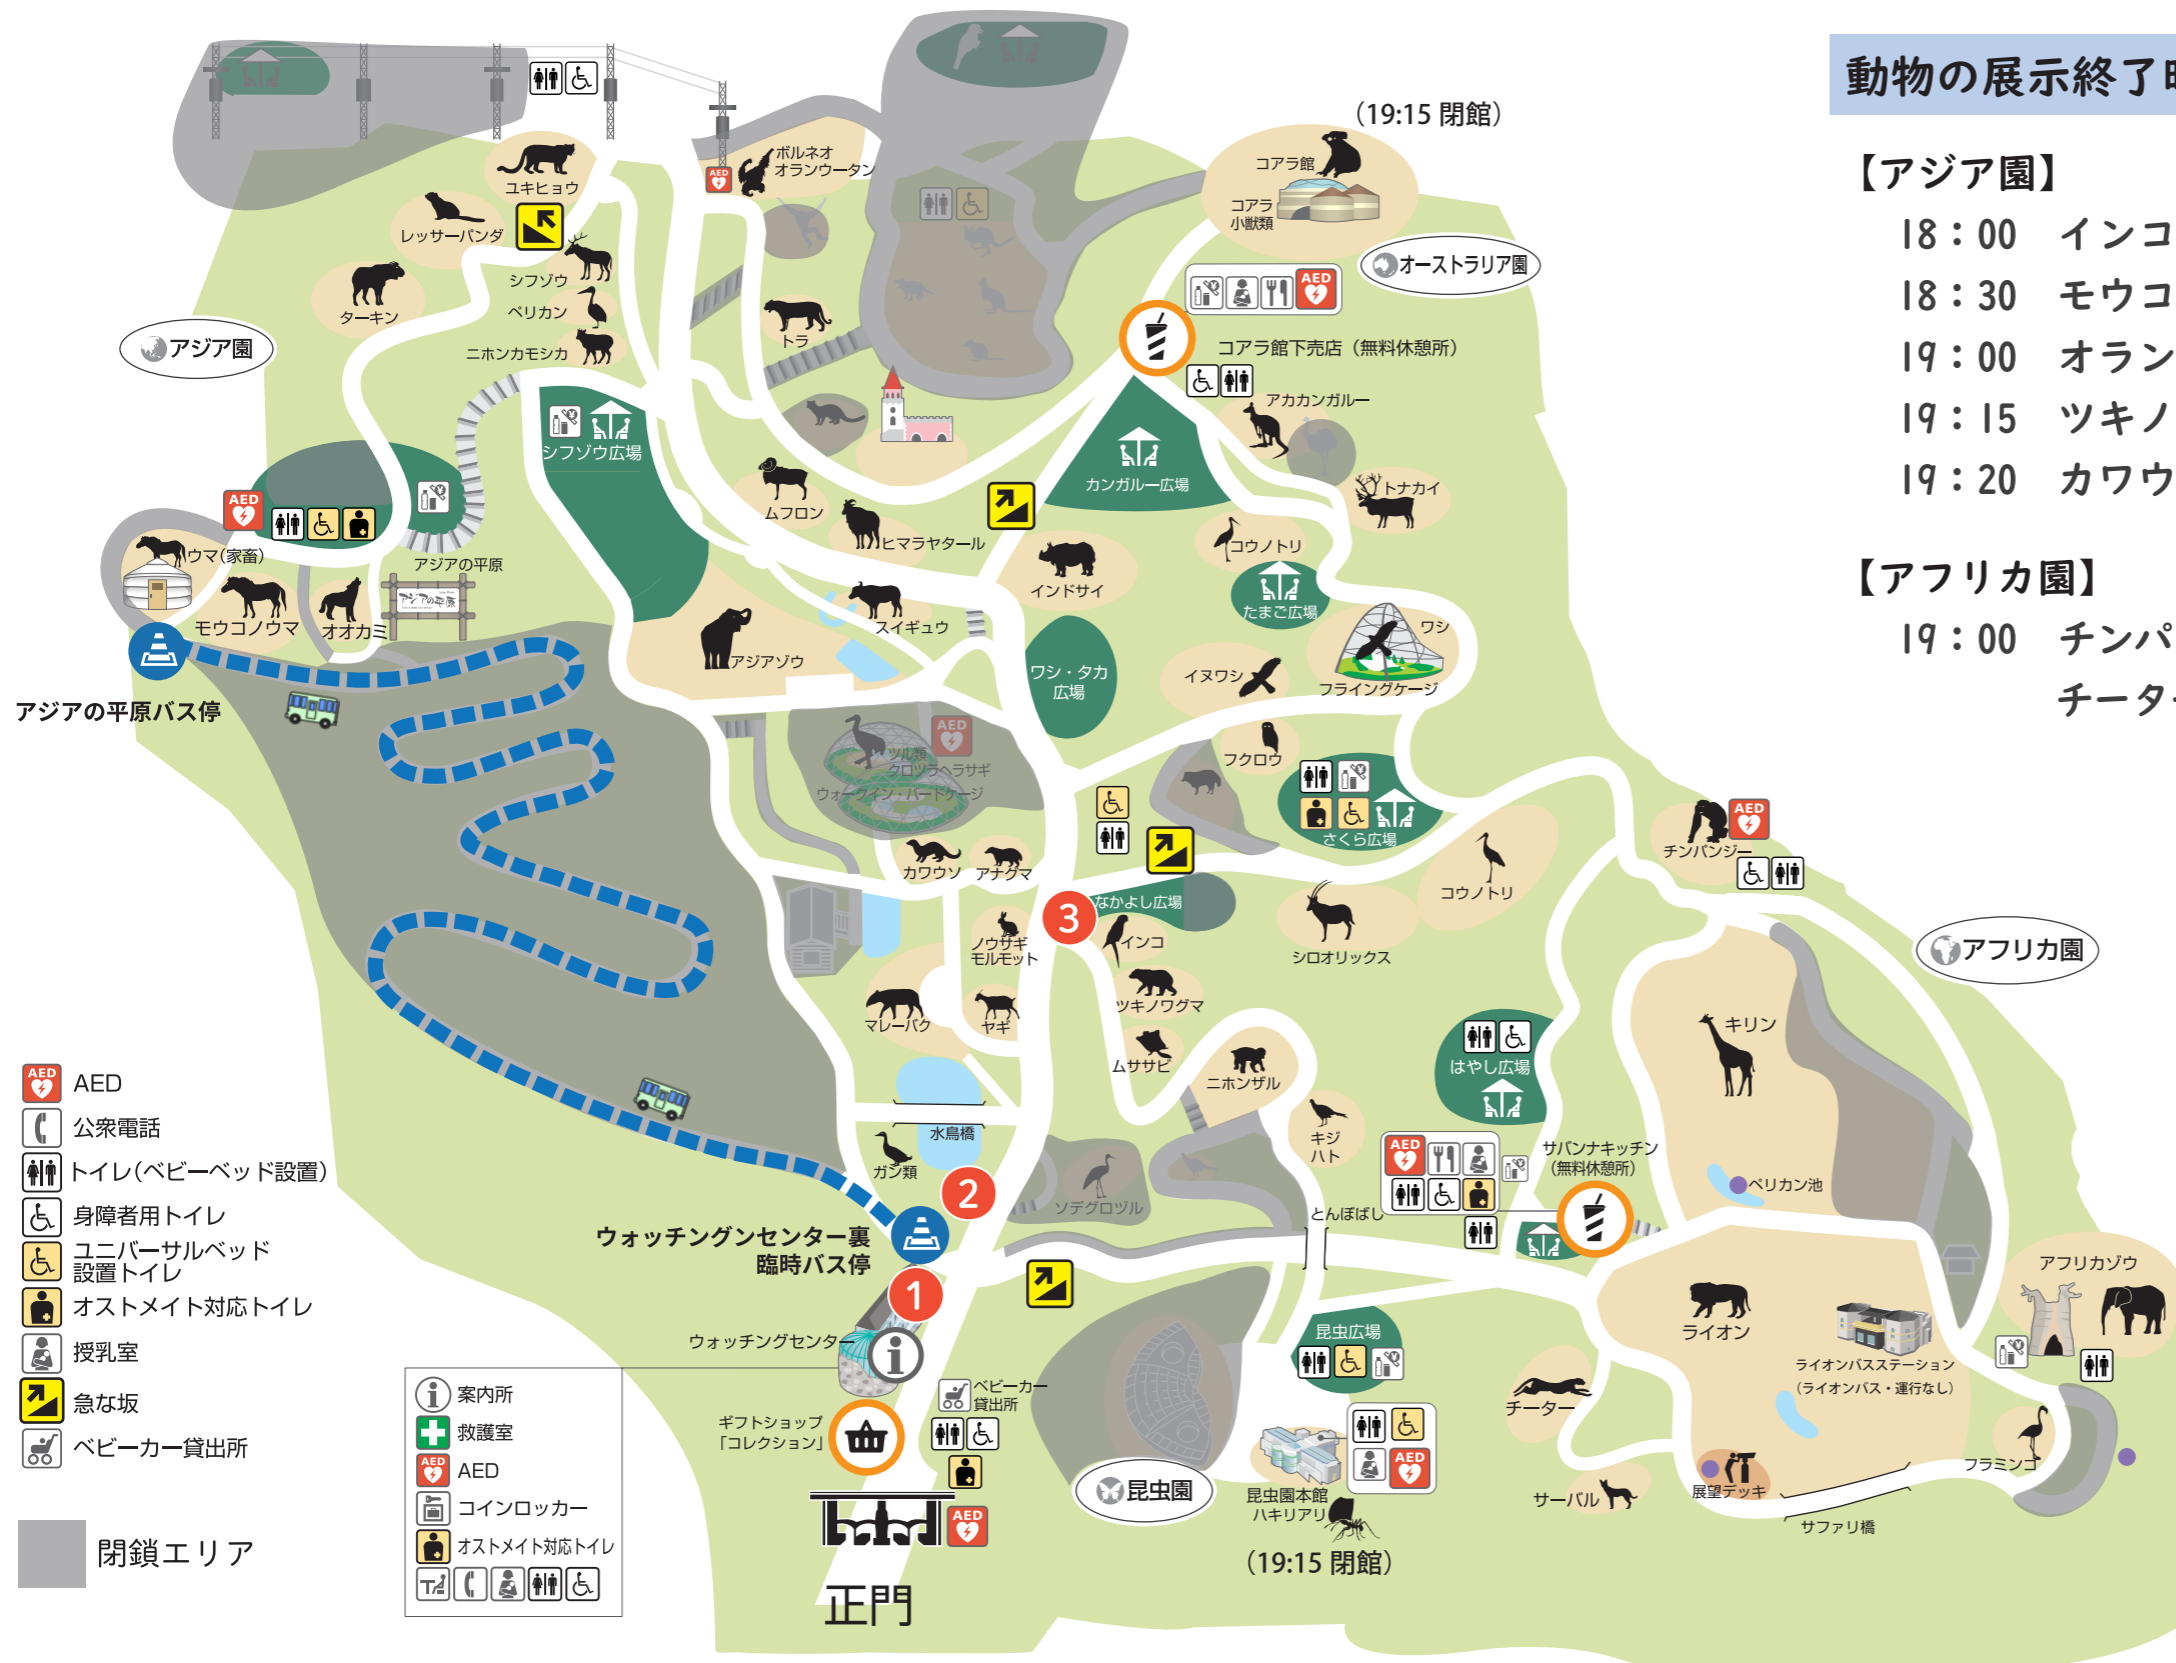 動物の展示終了
【アジア園】
18：00 インコ
18：30 モウコ
19：00 オラン
19：15 ツキノ
19：20 カワウ
【アフリカ園】
19：00 チンパ
チーター
（19:15 閉館）
コアラ館
コアラ
小獣類
オーストラリア園
ボルネオ
オランウータン
AED
ユキヒョウ
レッサーパンダ
シフゾウ
ターキン
ペリカン
ニホンカモシカ
アジア園
トラ
AED
コアラ館下売店（無料休憩所）
アカカンガルー
シフゾウ広場
カンガルー広場
トナカイ
ムフロン
ヒマラヤタール
コウノトリ
AED
ウマ（家畜）
アジアの平原
アジアの平原
モウコノウマ
オオカミ
インドサイ
たまご広場
スイギュウ
ワシ
アジアゾウ
ワシ・タカ
広場
イヌワシ
フライングケージ
アジアの平原バス停
AED
ツル類
クロツラヘラサギ
ウォークイン・バードケージ
フクロウ
さくら広場
AED
チンパンジー
カワウソ
アナグマ
コウノトリ
3
なかよし広場
インコ
ノウサギ
モルモット
シロオリックス
アフリカ園
マレーバク
ヤギ
ツキノワグマ
キリン
ムササビ
ニホンザル
はやし広場
キジ
ハト
水鳥橋
ガン類
AED
サバンナキッチン
（無料休憩所）
ペリカン池
2
ソデグロヅル
とんぼばし
ウォッチングンセンター裏
臨時バス停
1
アフリカゾウ
ウォッチングセンター
i
昆虫広場
ライオン
ライオンバスステーション
（ライオンバス・運行なし）
ベビーカー
貸出所
ギフトショップ
「コレクション」
チーター
フラミンゴ
昆虫園
昆虫園本館
ハキリアリ
AED
サーバル
展望デッキ
サファリ橋
（19:15 閉館）
AED
正門
AED
AED
公衆電話
トイレ（ベビーベッド設置）
身障者用トイレ
ユニバーサルベッド
設置トイレ
オストメイト対応トイレ
授乳室
急な坂
ベビーカー貸出所
閉鎖エリア
i
案内所
救護室
AED
AED
コインロッカー
オストメイト対応トイレ